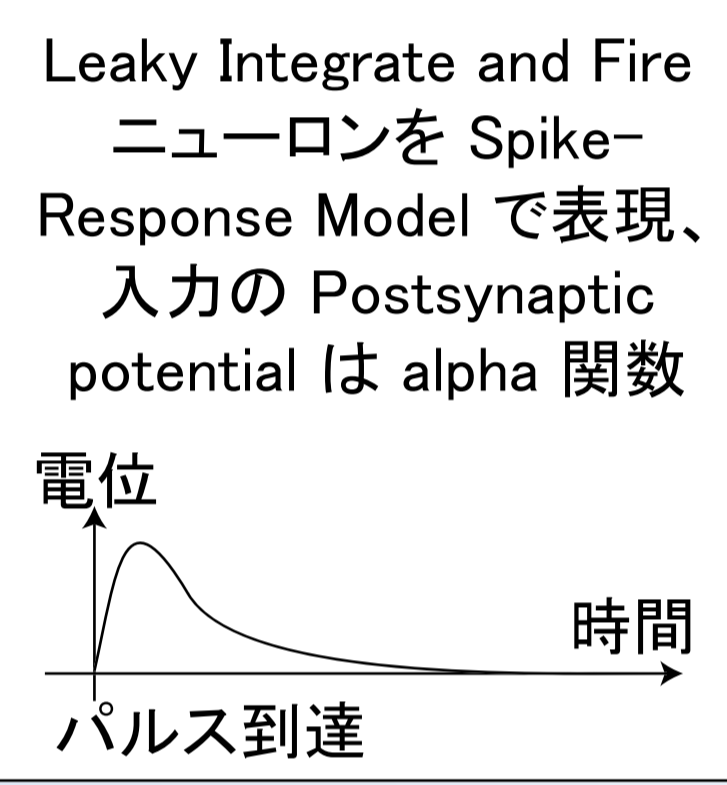 Leaky Integrate and Fire
ニューロンを Spike-
Response Model で表現、
入力の Postsynaptic
potential は alpha 関数
電位
時間
パルス到達